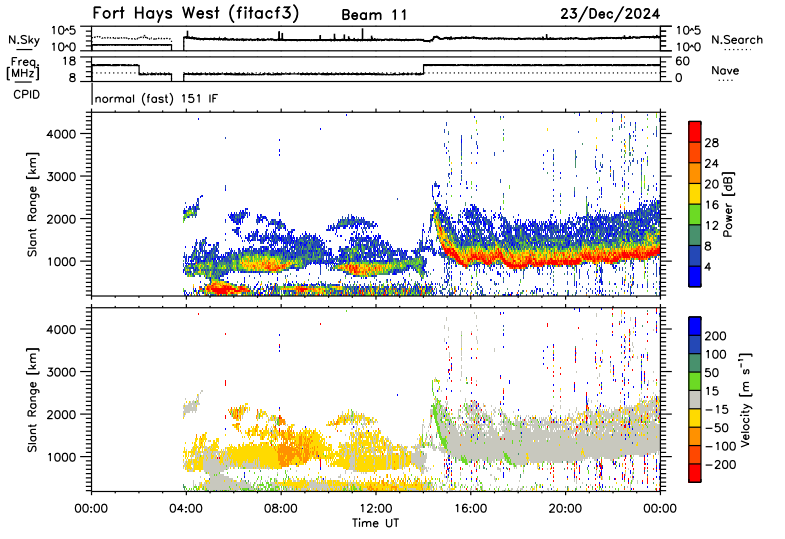 Fort Hays West (fitacf3) Beam 11 23/Dec/2024
N.Sky 10^5 10^0 10^5 10^0 N.Search
Freq. [MHz] 18 8 60 0 Nave
CPID normal (fast) 151 IF
Slant Range [km] 4000 3000 2000 1000
Power [dB] 28 24 20 16 12 8 4
Slant Range [km] 4000 3000 2000 1000
Velocity [m s⁻¹] 200 100 50 15 −15 −50 −100 −200
00:00 04:00 08:00 12:00 16:00 20:00 00:00
Time UT